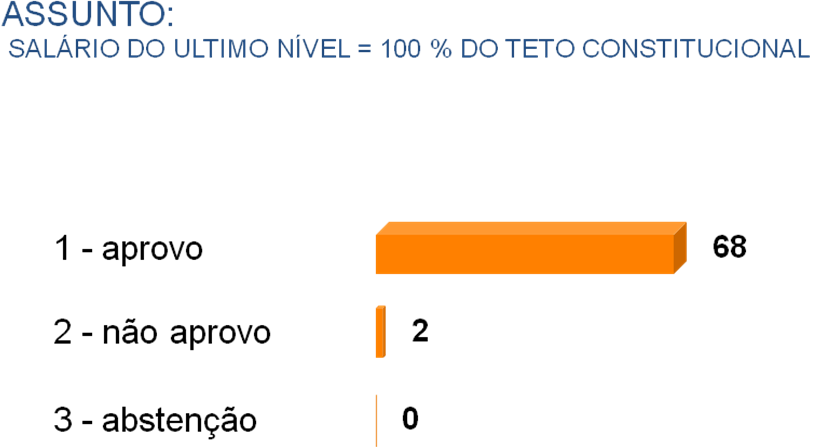 ASSUNTO:
SALÁRIO DO ULTIMO NÍVEL = 100 % DO TETO CONSTITUCIONAL
1 - aprovo 68
2 - não aprovo 2
3 - abstenção 0